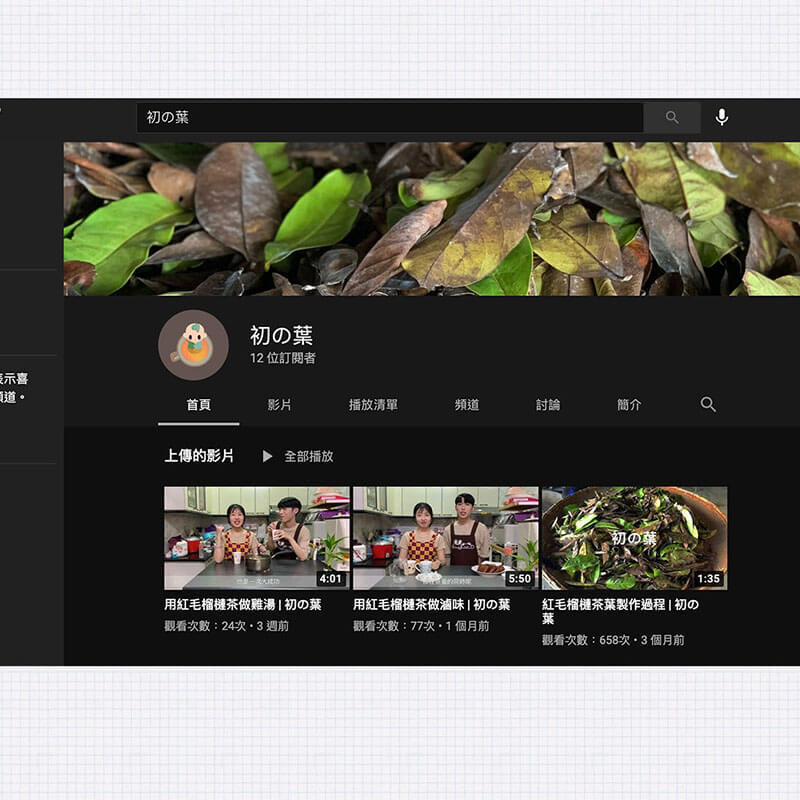 初の葉
初の葉
12 位訂閱者
表示喜
頻道。
首頁 影片 播放清單 頻道 討論 簡介
上傳的影片 全部播放
初の葉
4:01
5:50
1:35
用紅毛榴槤茶做雞湯 | 初の葉
觀看次數：24次 • 3 週前
用紅毛榴槤茶做滷味 | 初の葉
觀看次數：77次 • 1 個月前
紅毛榴槤茶葉製作過程 | 初の
葉
觀看次數：658次 • 3 個月前